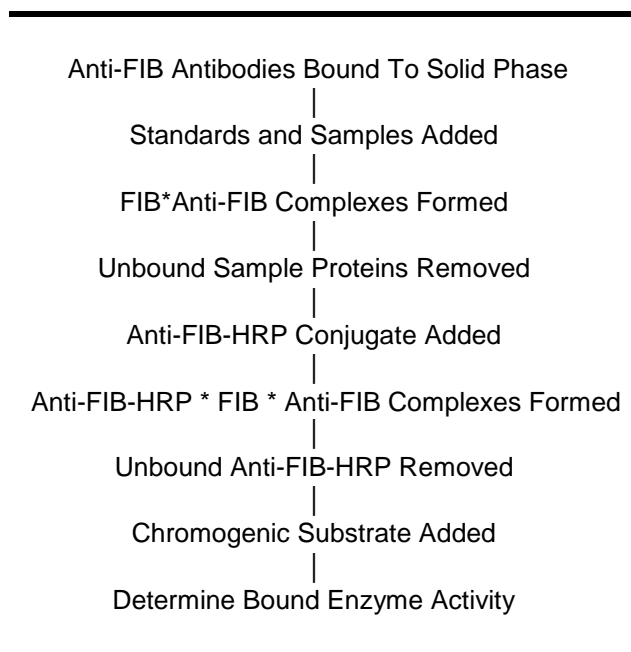 Anti-FIB Antibodies Bound To Solid Phase
|
Standards and Samples Added
|
FIB*Anti-FIB Complexes Formed
|
Unbound Sample Proteins Removed
|
Anti-FIB-HRP Conjugate Added
|
Anti-FIB-HRP * FIB * Anti-FIB Complexes Formed
|
Unbound Anti-FIB-HRP Removed
|
Chromogenic Substrate Added
|
Determine Bound Enzyme Activity